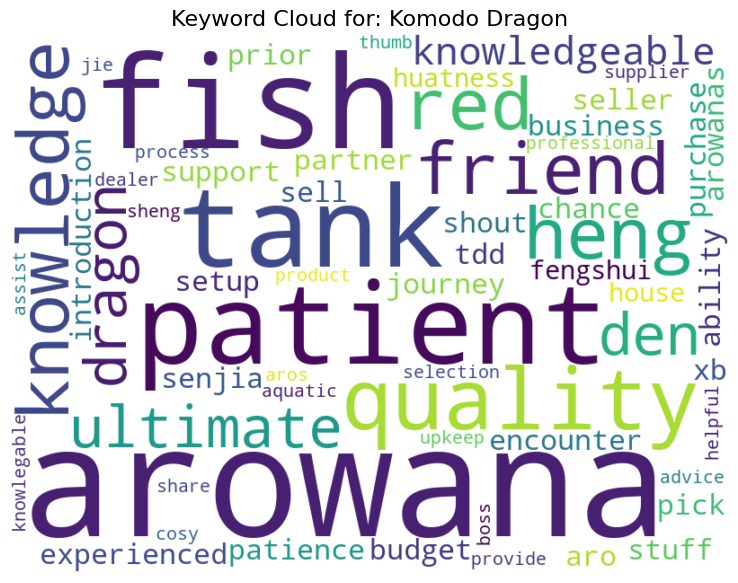 Keyword Cloud for: Komodo Dragon
thumb
knowledgeable
prior
jie
fish
huatness
supplier
red
seller
knowledge
business
professional
process
support
partner
friend
purchase
arowanas
dealer
introduction
sell
tank
chance
sheng
shout
heng
dragon
tdd
fengshui
ability
assist
setup
product
journey
house
patient
den
senjia
aros
selection
xb
aquatic
quality
ultimate
upkeep
encounter
helpful
knowlegable
arowana
share
advice
pick
boss
cosy
experienced
patience
budget
provide
aro
stuff